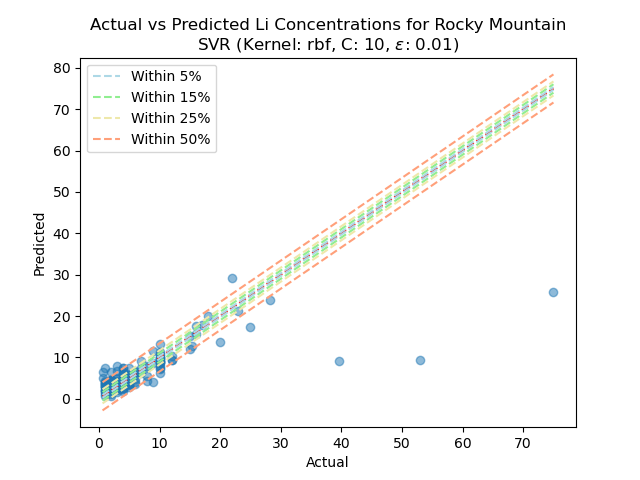 Actual vs Predicted Li Concentrations for Rocky Mountain
SVR (Kernel: rbf, C: 10, ε: 0.01)
Within 5%
Within 15%
Within 25%
Within 50%
Predicted
80
70
60
50
40
30
20
10
0
0 10 20 30 40 50 60 70
Actual